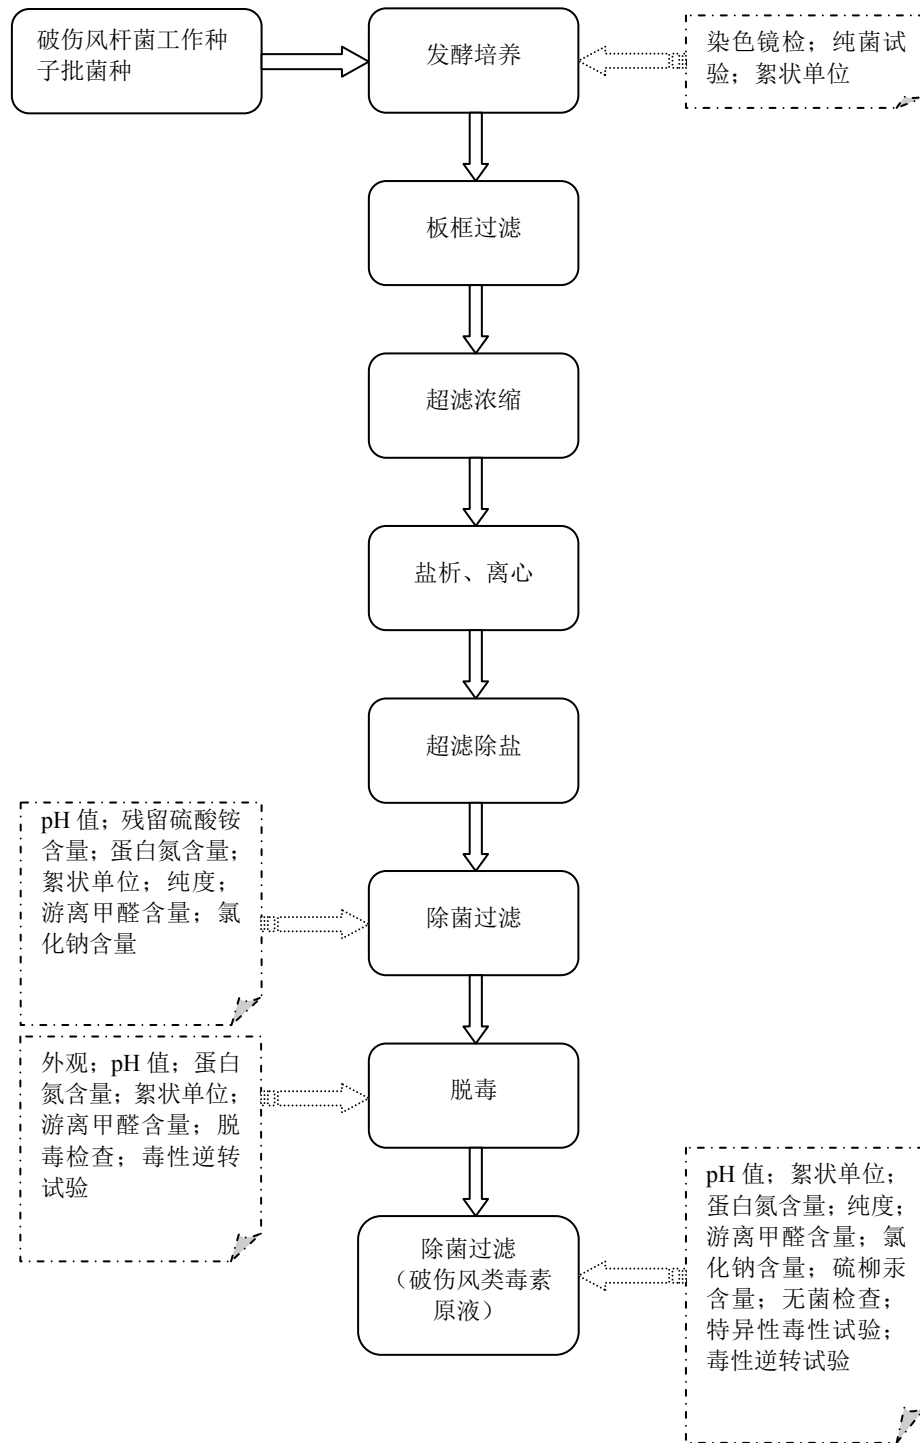 破伤风杆菌工作种
子批菌种
发酵培养
染色镜检；纯菌试
验；絮状单位
板框过滤
超滤浓缩
盐析、离心
超滤除盐
pH 值；残留硫酸铵
含量；蛋白氮含量；
絮状单位；纯度；
游离甲醛含量；氯
化钠含量
除菌过滤
外观；pH 值；蛋白
氮含量；絮状单位；
游离甲醛含量；脱
毒检查；毒性逆转
试验
脱毒
除菌过滤
（破伤风类毒素
原液）
pH 值；絮状单位；
蛋白氮含量；纯度；
游离甲醛含量；氯
化钠含量；硫柳汞
含量；无菌检查；
特异性毒性试验；
毒性逆转试验